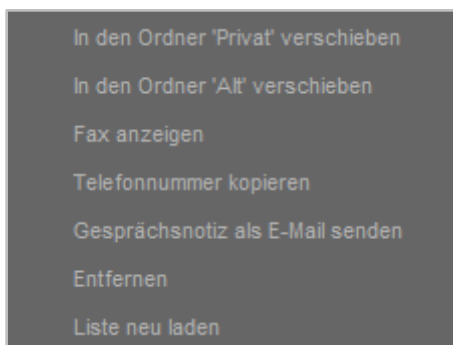 In den Ordner 'Privat' verschieben
In den Ordner 'Alt' verschieben
Fax anzeigen
Telefonnummer kopieren
Gesprächsnotiz als E-Mail senden
Entfernen
Liste neu laden